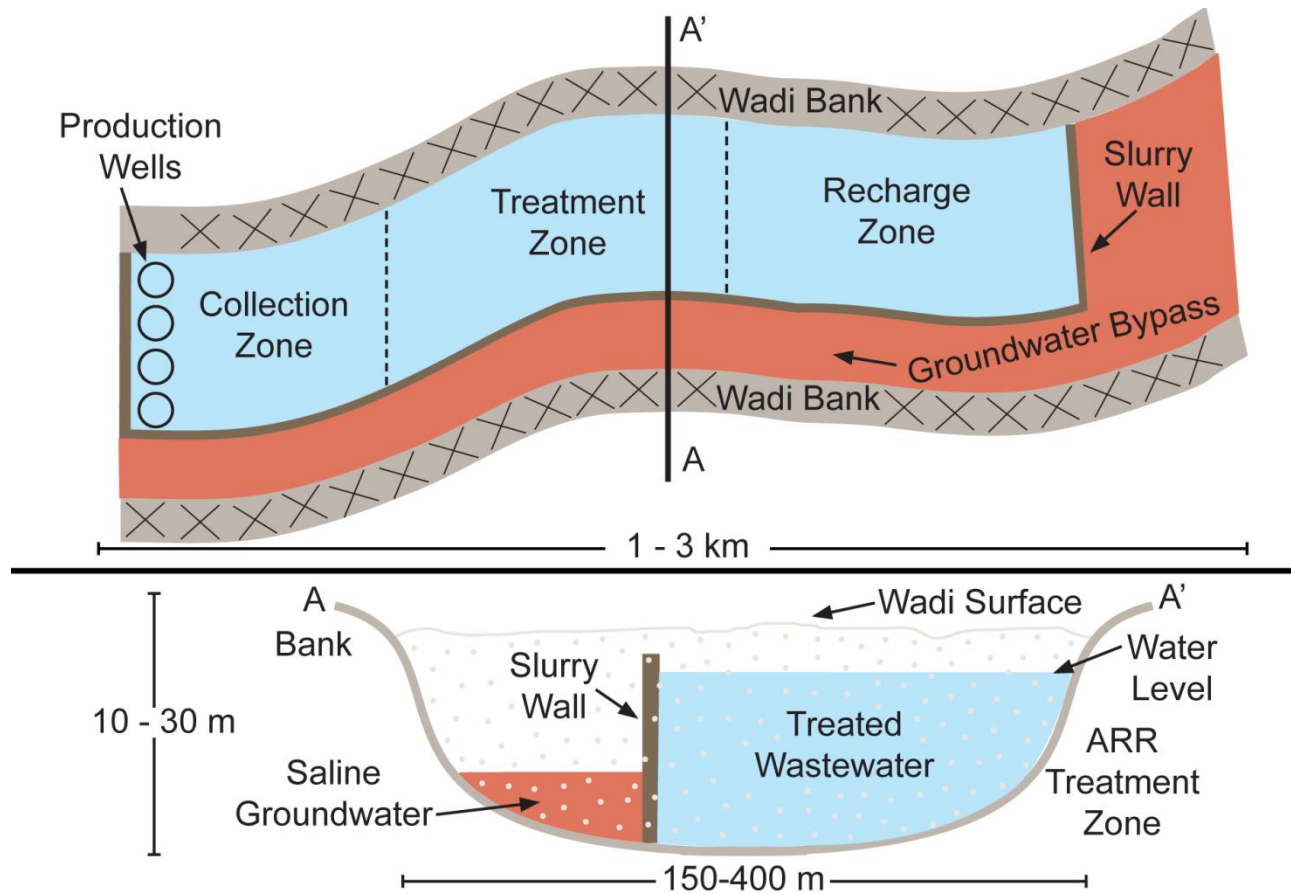 A’
Wadi Bank
Production
Wells
Slurry
Wall
Treatment
Zone
Recharge
Zone
Collection
Zone
Groundwater Bypass
Wadi Bank
A
1 - 3 km
A
Wadi Surface
A’
Bank
Water
Level
Slurry
Wall
10 - 30 m
Treated
Wastewater
ARR
Treatment
Zone
Saline
Groundwater
150-400 m